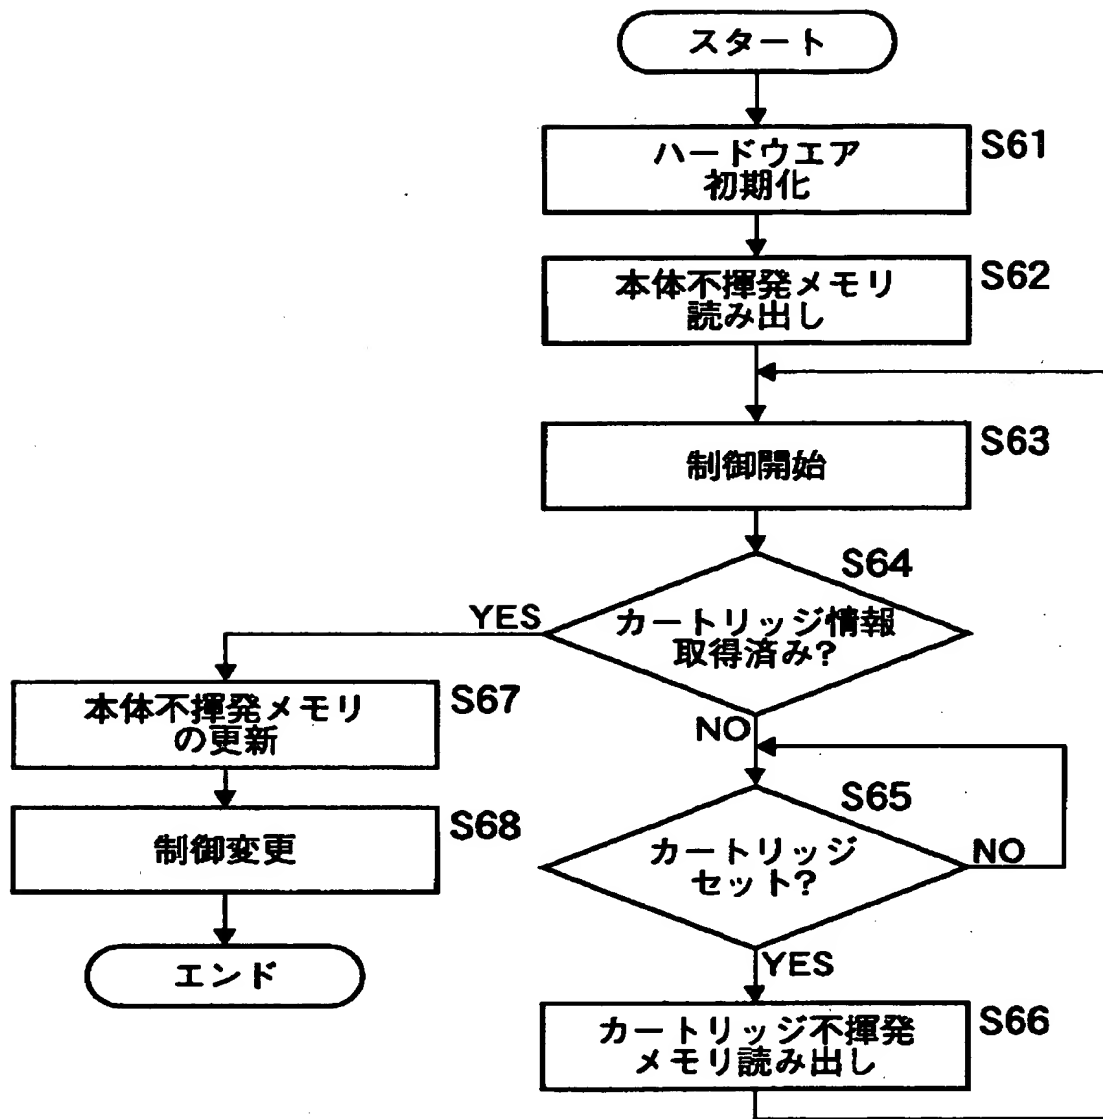 スタート
ハードウエア
初期化
S61
本体不揮発メモリ
読み出し
S62
制御開始
S63
カートリッジ情報
取得済み?
S64
YES
NO
本体不揮発メモリ
の更新
S67
制御変更
S68
エンド
カートリッジ
セット?
S65
NO
YES
カートリッジ不揮発
メモリ読み出し
S66